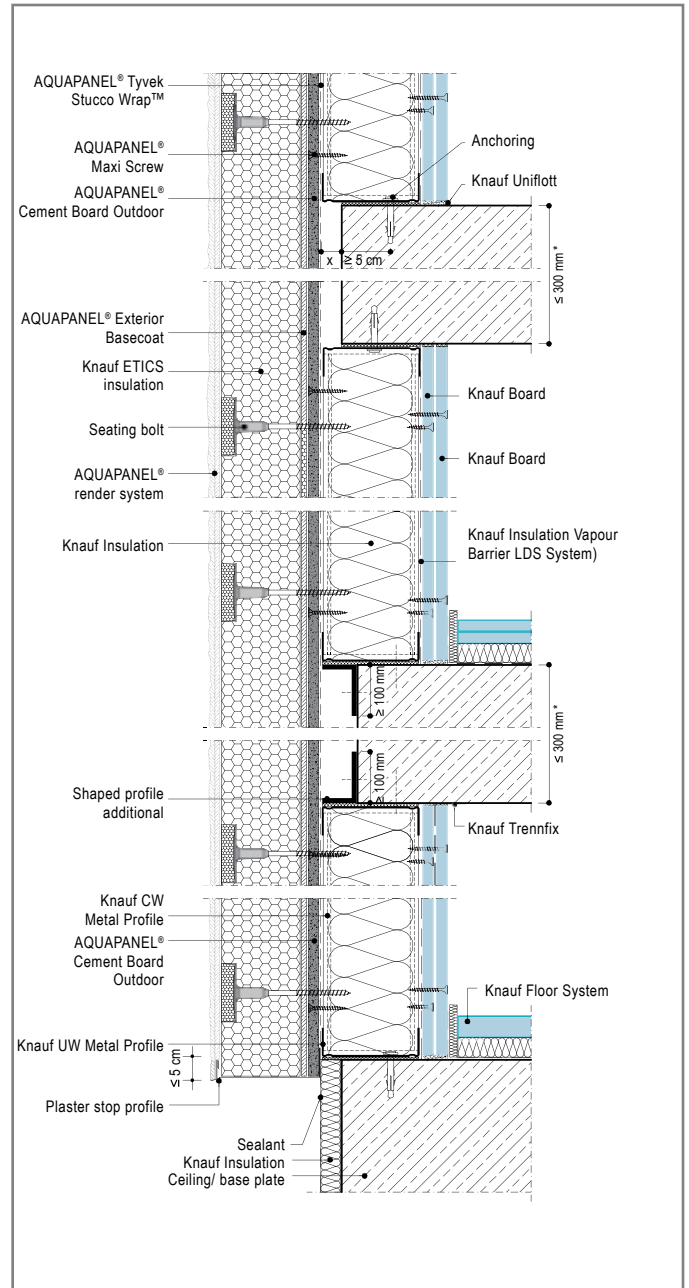 AQUAPANEL® Tyvek
Stucco Wrap™
AQUAPANEL®
Maxi Screw
AQUAPANEL®
Cement Board Outdoor
Anchoring
Knauf Uniflott
x
≥ 5 cm
≤ 300 mm *
AQUAPANEL® Exterior
Basecoat
Knauf ETICS
insulation
Seating bolt
AQUAPANEL®
render system
Knauf Insulation
Knauf Board
Knauf Board
Knauf Insulation Vapour
Barrier LDS System)
≥ 100 mm
≥ 100 mm
≤ 300 mm *
Shaped profile
additional
Knauf Trennfix
Knauf CW
Metal Profile
AQUAPANEL®
Cement Board
Outdoor
Knauf UW Metal Profile
≤ 5 cm
Plaster stop profile
Knauf Floor System
Sealant
Knauf Insulation
Ceiling/ base plate